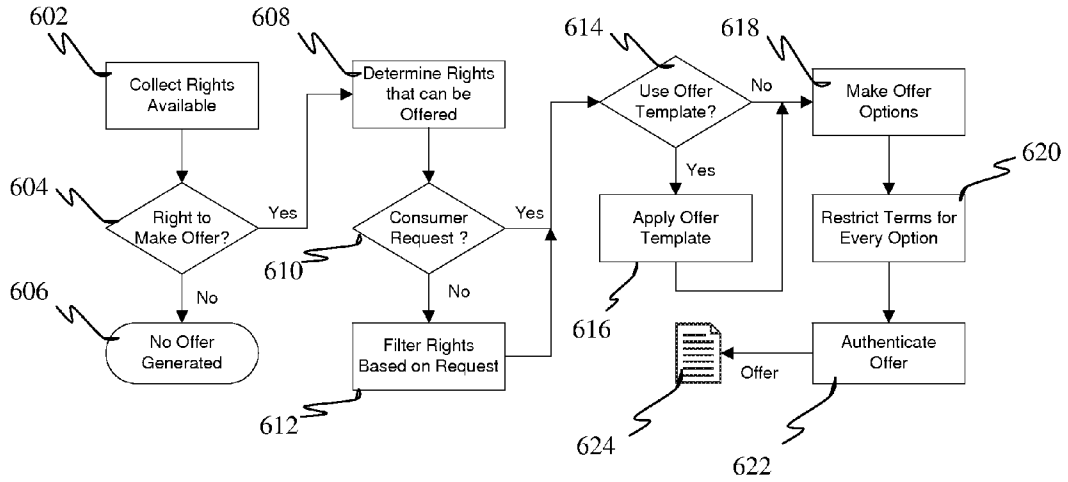 602
Collect Rights
Available
604
Right to
Make Offer?
Yes
No
606
No Offer
Generated
608
Determine Rights
that can be
Offered
610
Consumer
Request ?
Yes
No
Filter Rights
Based on Request
612
614
Use Offer
Template?
No
Yes
Apply Offer
Template
616
618
Make Offer
Options
620
Restrict Terms for
Every Option
Authenticate
Offer
622
Offer
624